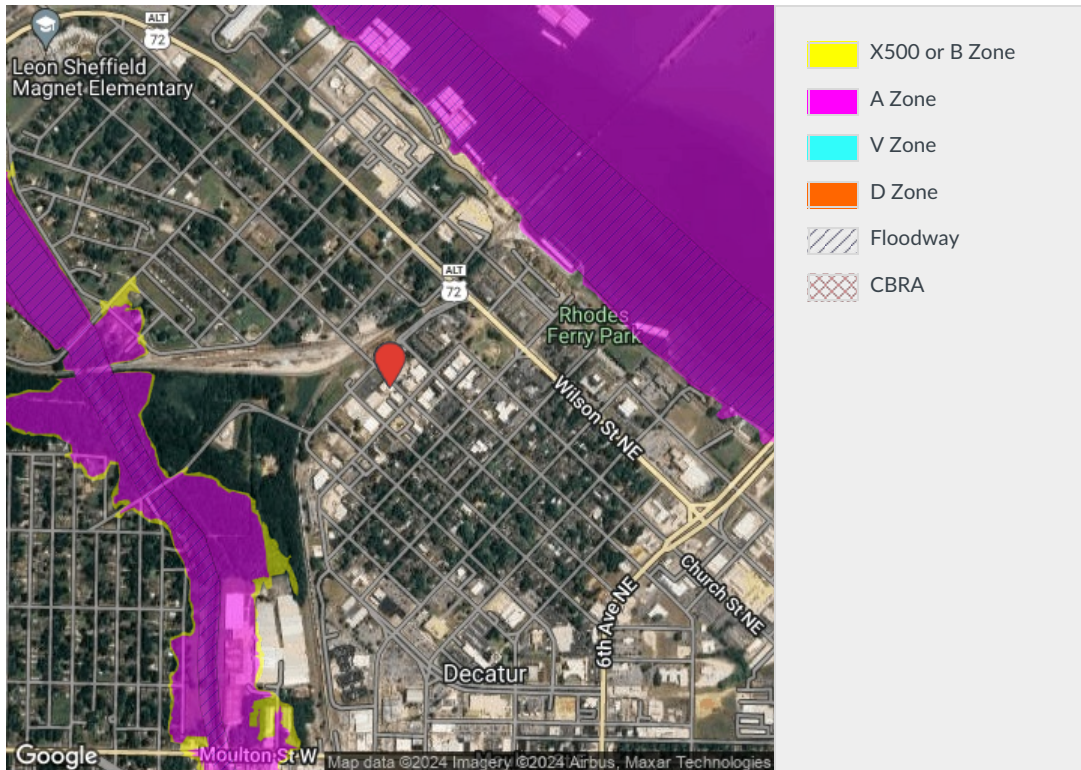 ALT
72
Leon Sheffield
Magnet Elementary
ALT
72
Rhodes
Ferry Park
Wilson St NE
Church St NE
6th Ave NE
Decatur
Moulton St W
Google
Map data ©2024 Imagery ©2024 Airbus, Maxar Technologies
X500 or B Zone
A Zone
V Zone
D Zone
Floodway
CBRA